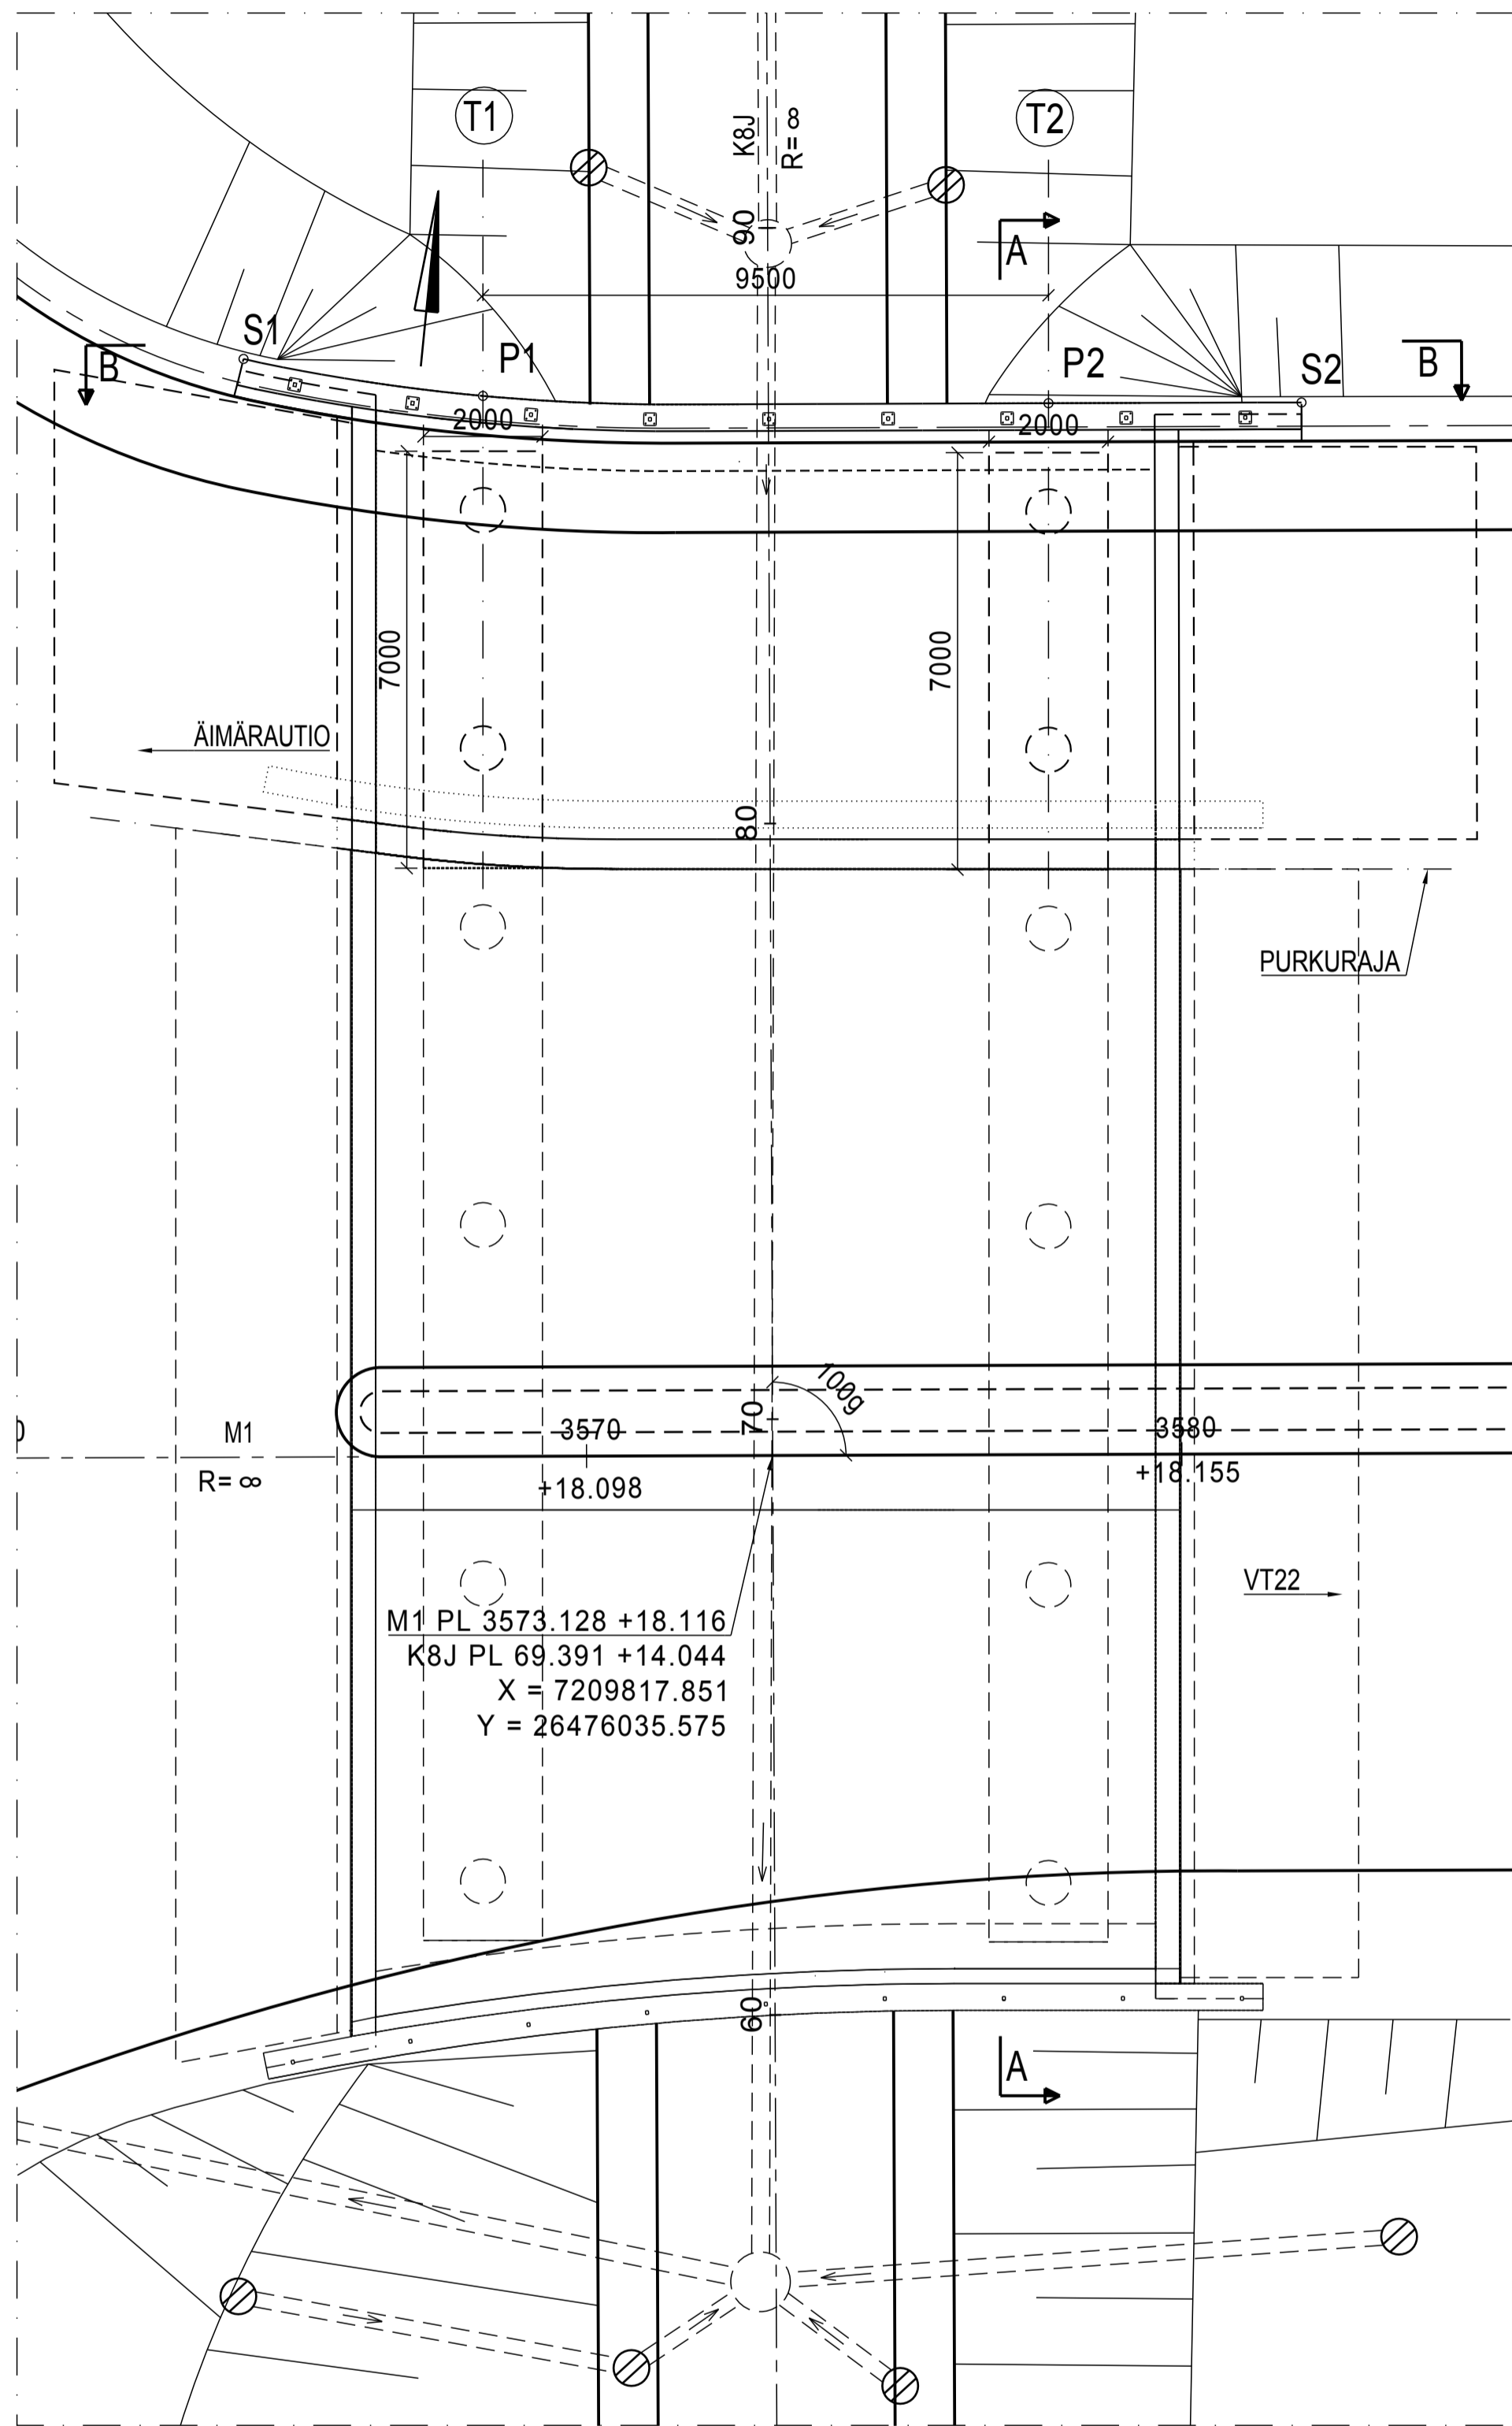 T1
T2
K8J
R= 8
90
A
9500
S1
P1
P2
S2
B
B
2000
2000
7000
7000
ÄIMÄRAUTIO
80
PURKURAJA
100g
70
M1
3570
3580
R= ∞
+18.098
+18.155
VT22
M1 PL 3573.128 +18.116
K8J PL 69.391 +14.044
X = 7209817.851
Y = 26476035.575
60
A